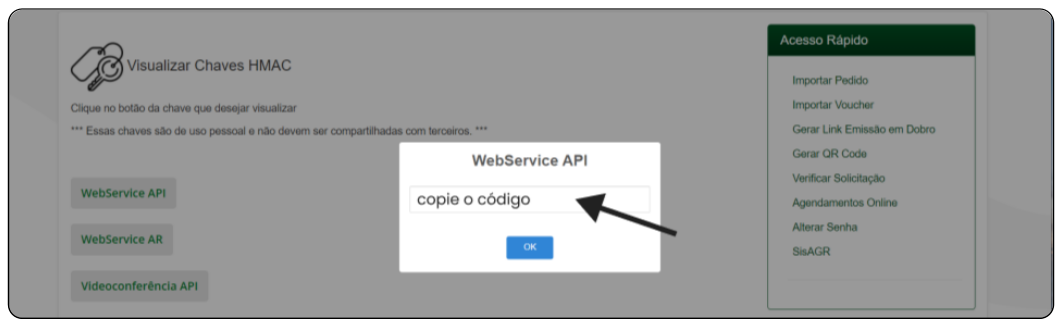 Visualizar Chaves HMAC
Clique no botão da chave que desejar visualizar
*** Essas chaves são de uso pessoal e não devem ser compartilhadas com terceiros. ***
WebService API
WebService AR
Videoconferência API
WebService API
copie o código
OK
Acesso Rápido
Importar Pedido
Importar Voucher
Gerar Link Emissão em Dobro
Gerar QR Code
Verificar Solicitação
Agendamentos Online
Alterar Senha
SisAGR